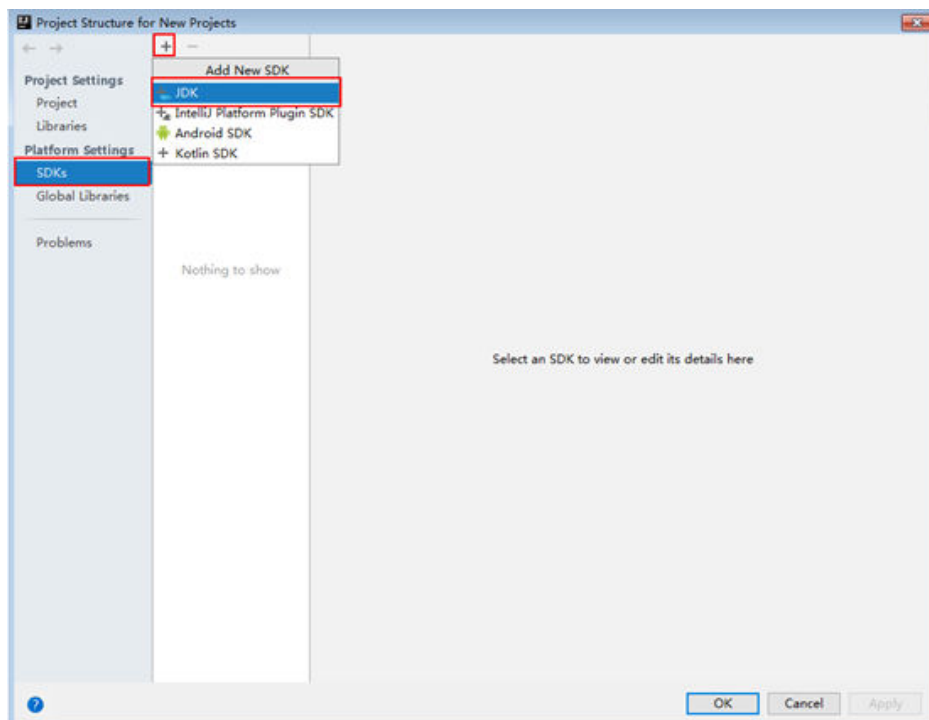 Project Structure for New Projects
Add New SDK
JDK
IntelliJ Platform Plugin SDK
Android SDK
Kotlin SDK
Project Settings
Project
Libraries
Platform Settings
SDKs
Global Libraries
Problems
Nothing to show
Select an SDK to view or edit its details here
?
OK Cancel Apply